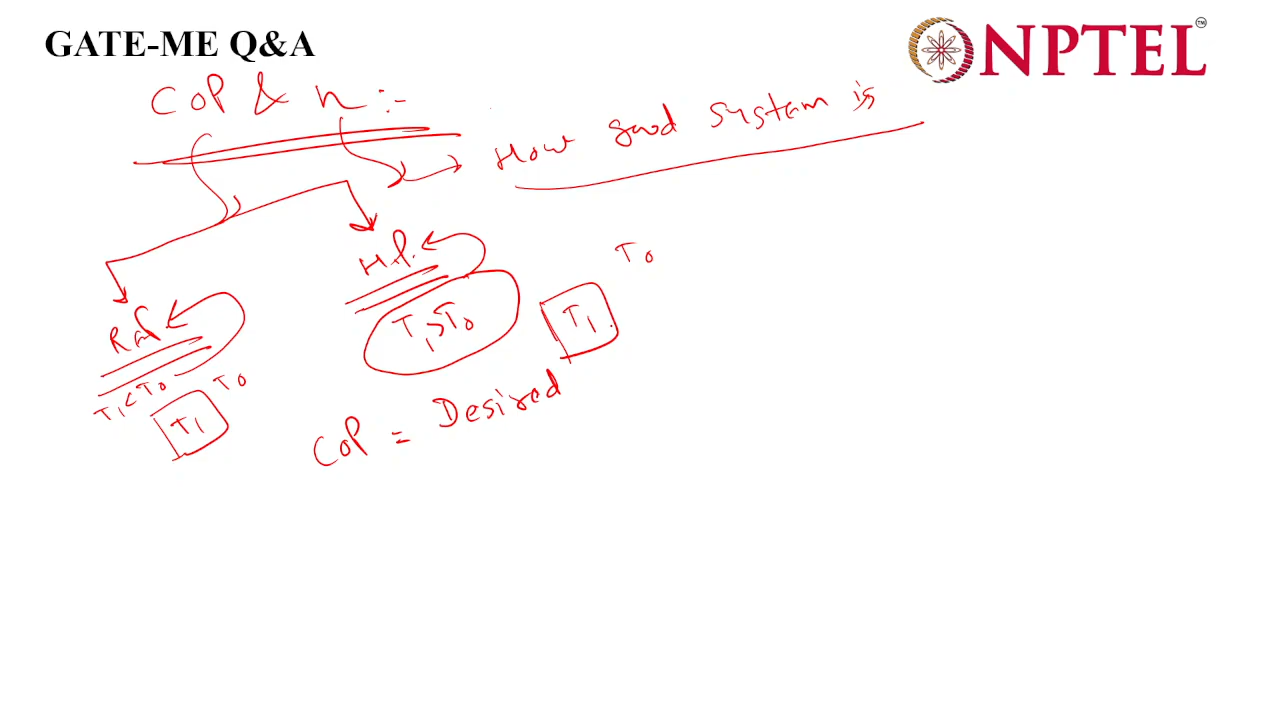 GATE-ME Q&A
NPTEL
TM
COP & η :-
How good system is
H.P.
T1 > T0
T0
T1
Ref
T1 < T0
T0
T1
COP = Desired